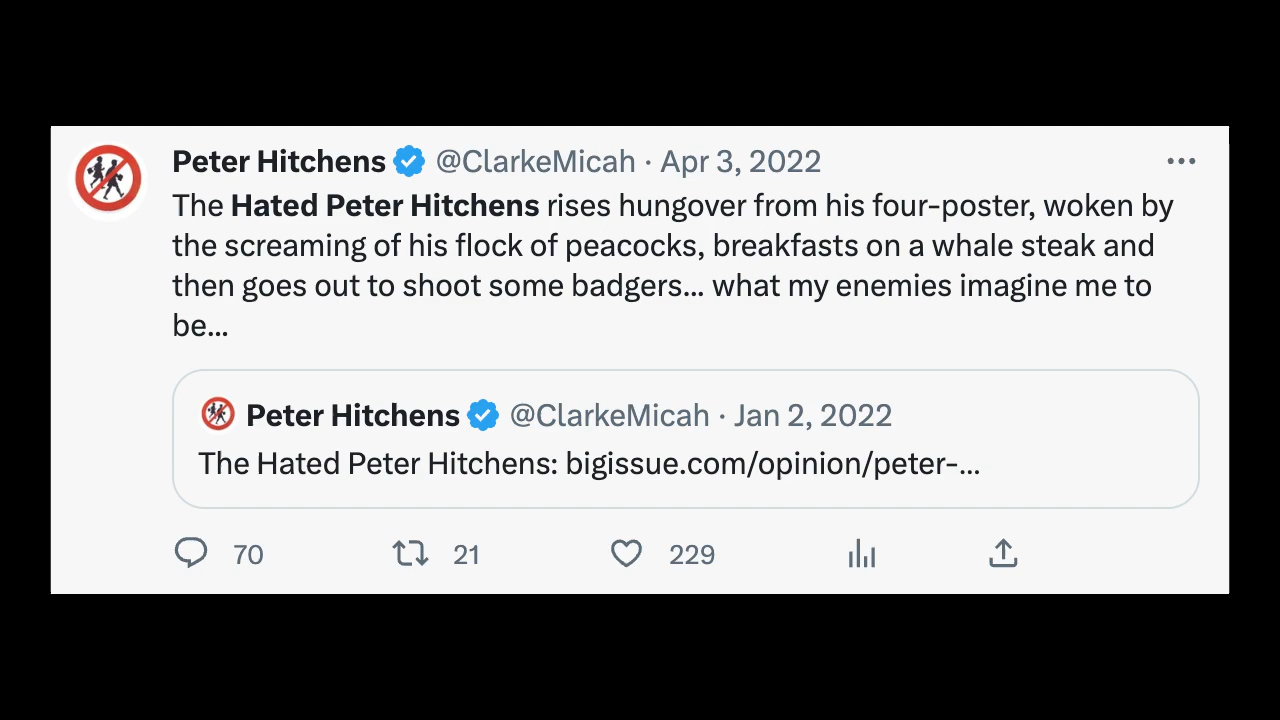 Peter Hitchens @ClarkeMicah · Apr 3, 2022
The Hated Peter Hitchens rises hungover from his four-poster, woken by
the screaming of his flock of peacocks, breakfasts on a whale steak and
then goes out to shoot some badgers... what my enemies imagine me to
be...
Peter Hitchens @ClarkeMicah · Jan 2, 2022
The Hated Peter Hitchens: bigissue.com/opinion/peter-...
70 21 229